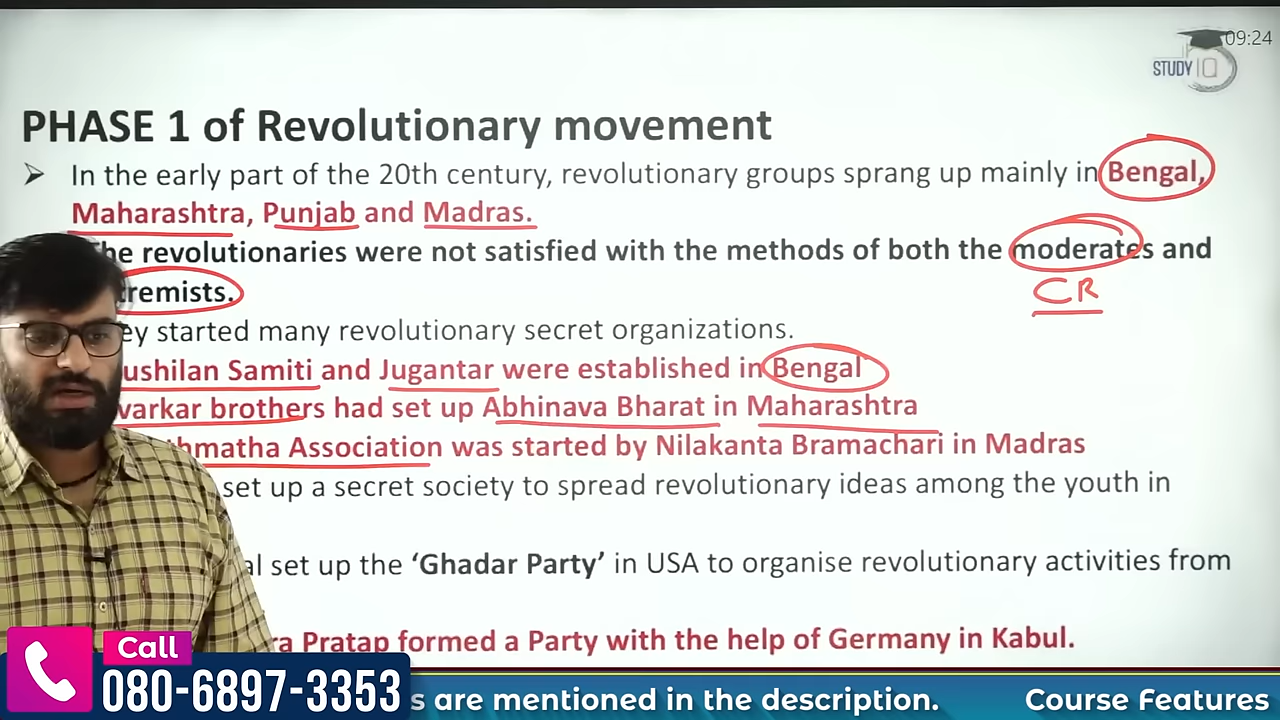 09:24
STUDY IQ
PHASE 1 of Revolutionary movement
➤ In the early part of the 20th century, revolutionary groups sprang up mainly in Bengal,
Maharashtra, Punjab and Madras.
he revolutionaries were not satisfied with the methods of both the moderates and
remists.
CR
ey started many revolutionary secret organizations.
ushilan Samiti and Jugantar were established in Bengal
varkar brothers had set up Abhinava Bharat in Maharashtra
hmatha Association was started by Nilakanta Bramachari in Madras
set up a secret society to spread revolutionary ideas among the youth in
al set up the ‘Ghadar Party’ in USA to organise revolutionary activities from
ra Pratap formed a Party with the help of Germany in Kabul.
Call
080-6897-3353
s are mentioned in the description. Course Features